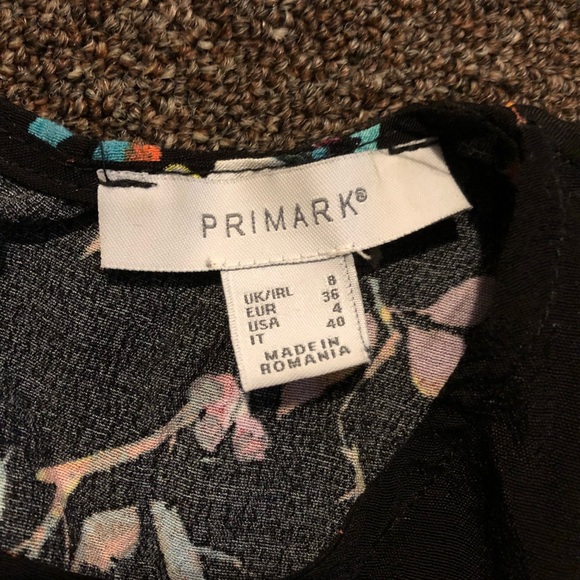 PRIMARK®
UK/IRL 8
EUR 36
USA 4
IT 40
MADE IN
ROMANIA